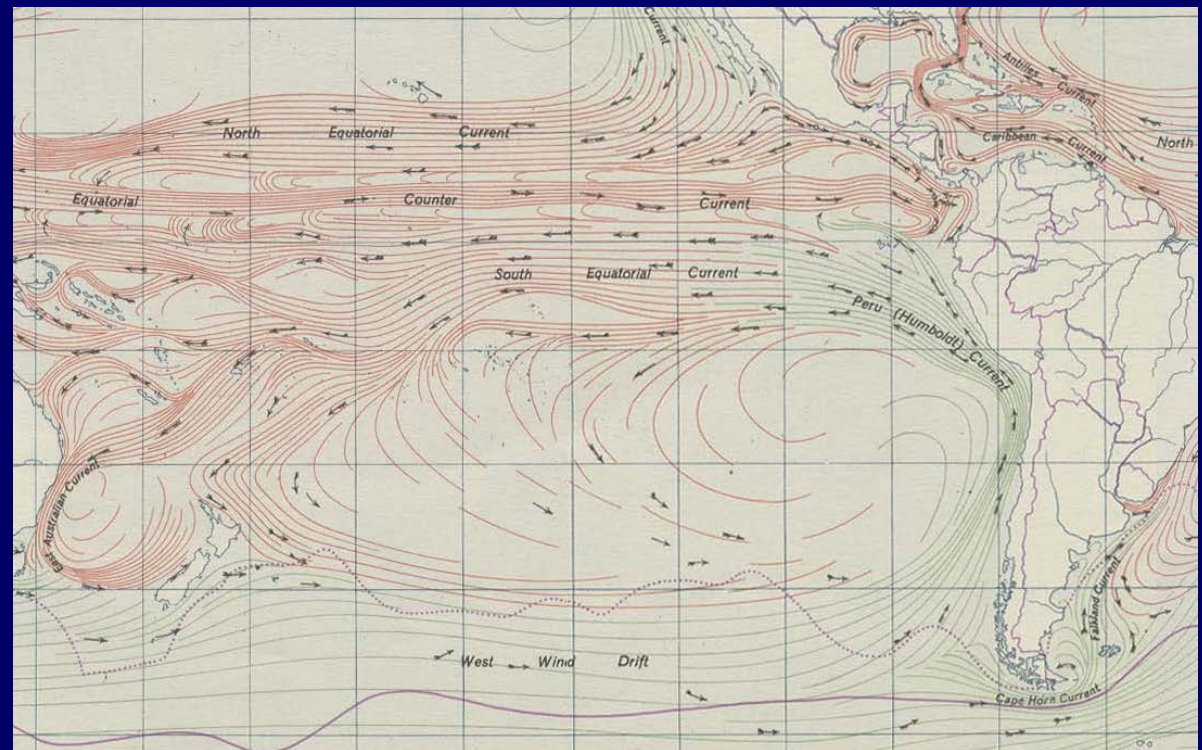 Current
Antilles
Current
North Equatorial Current
Caribbean
Current
North
Equatorial Counter Current
South Equatorial Current
Peru (Humboldt) Current
East Australian Current
Falkland Current
West Wind Drift
Cape Horn Current